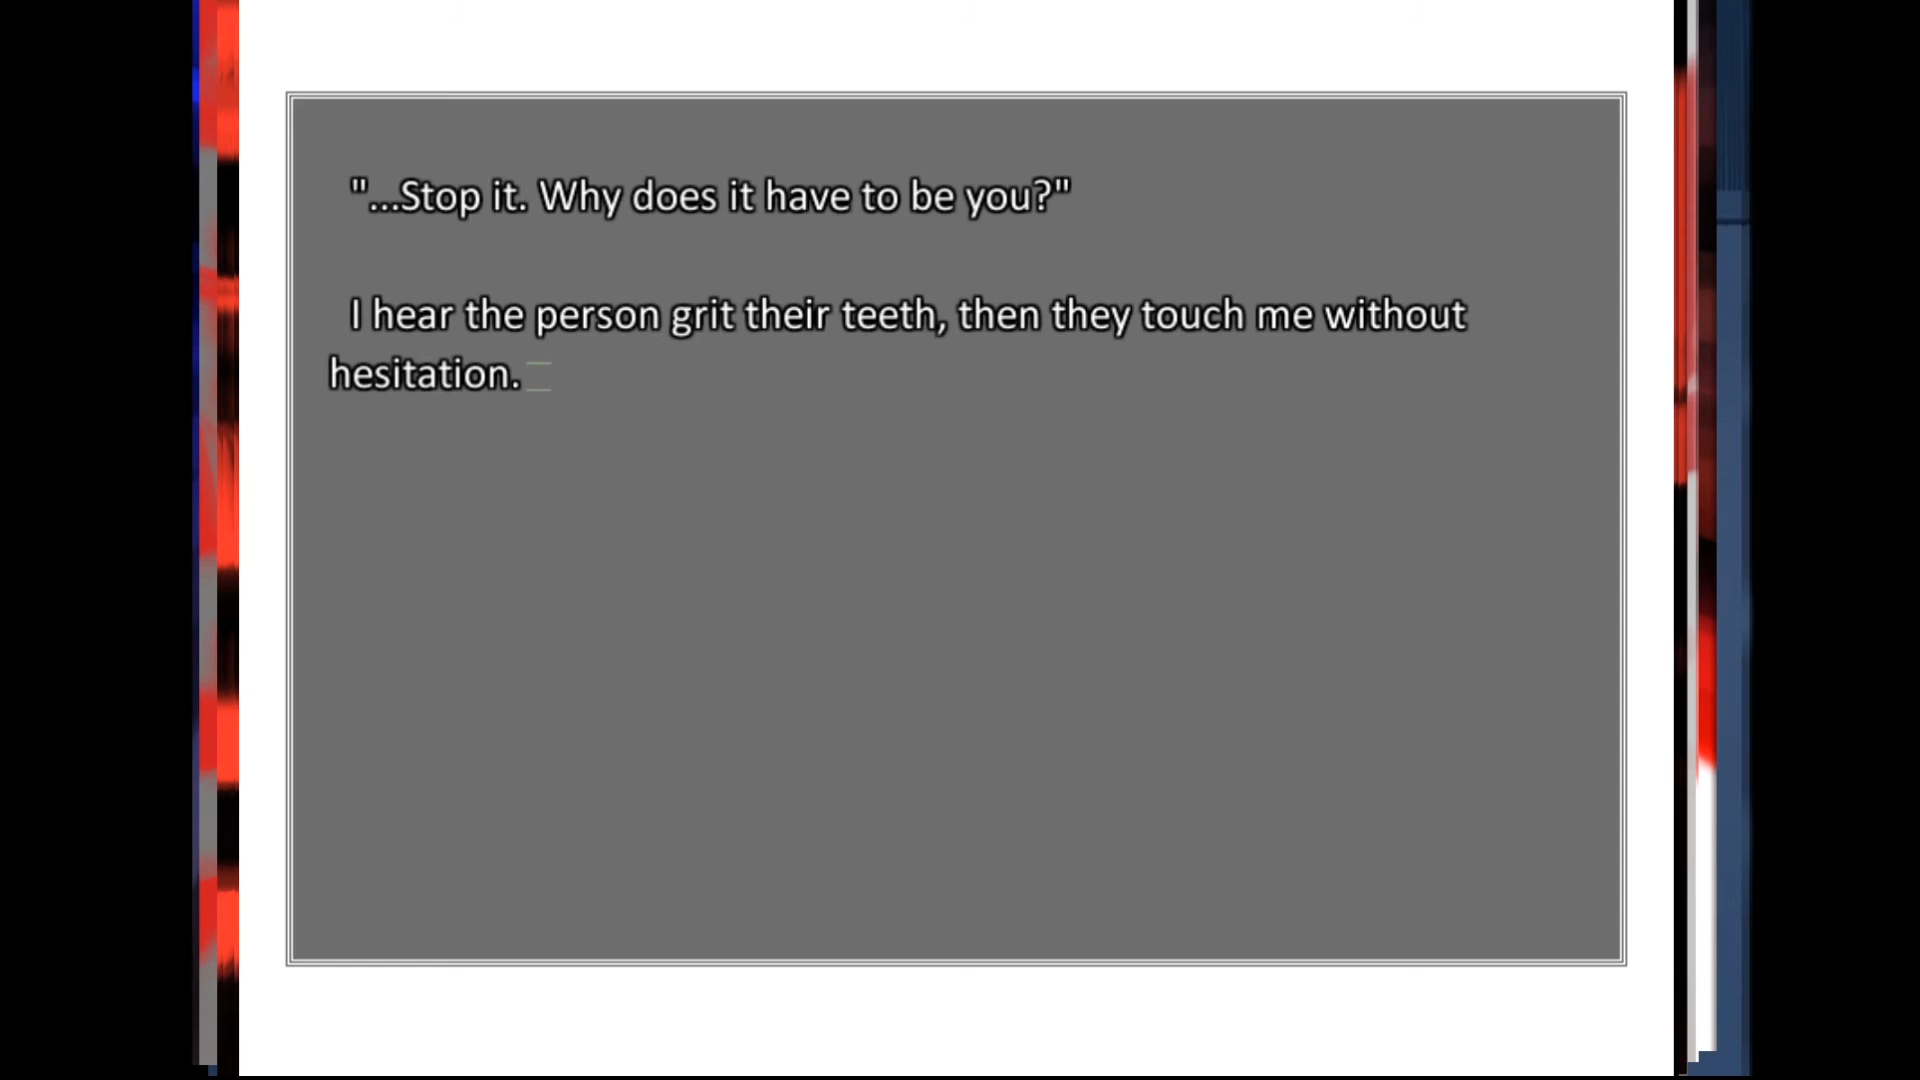 "...Stop it. Why does it have to be you?"
I hear the person grit their teeth, then they touch me without
hesitation.